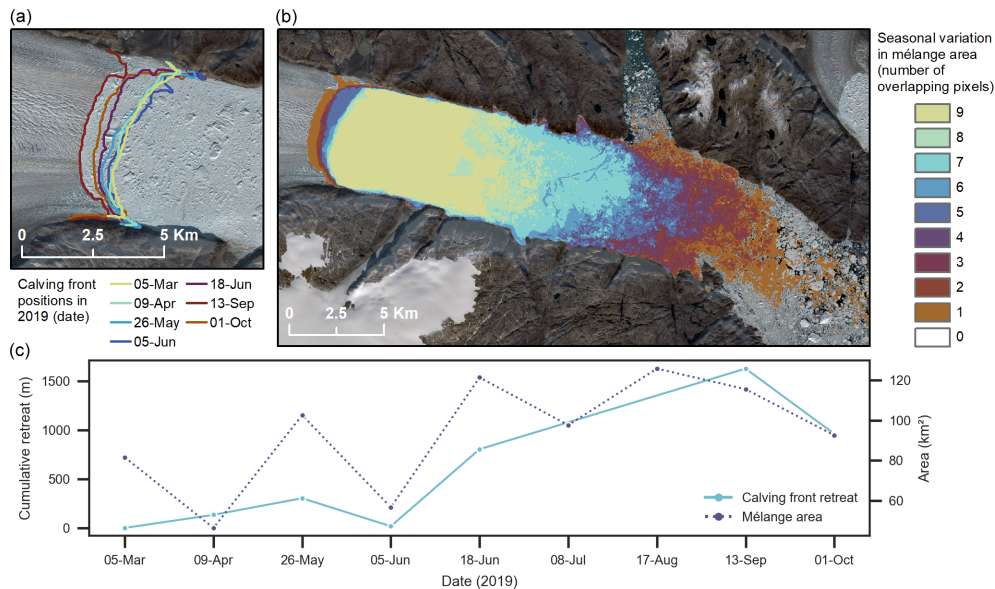 (a)
0 2.5 5 Km
Calving front
positions in
2019 (date)
05-Mar
09-Apr
26-May
05-Jun
18-Jun
13-Sep
01-Oct
(b)
0 2.5 5 Km
Seasonal variation
in mélange area
(number of
overlapping pixels)
9
8
7
6
5
4
3
2
1
0
(c)
Cumulative retreat (m)
1500
1000
500
0
120
100
80
60
Area (km²)
Calving front retreat
Mélange area
05-Mar 09-Apr 26-May 05-Jun 18-Jun 08-Jul 17-Aug 13-Sep 01-Oct
Date (2019)